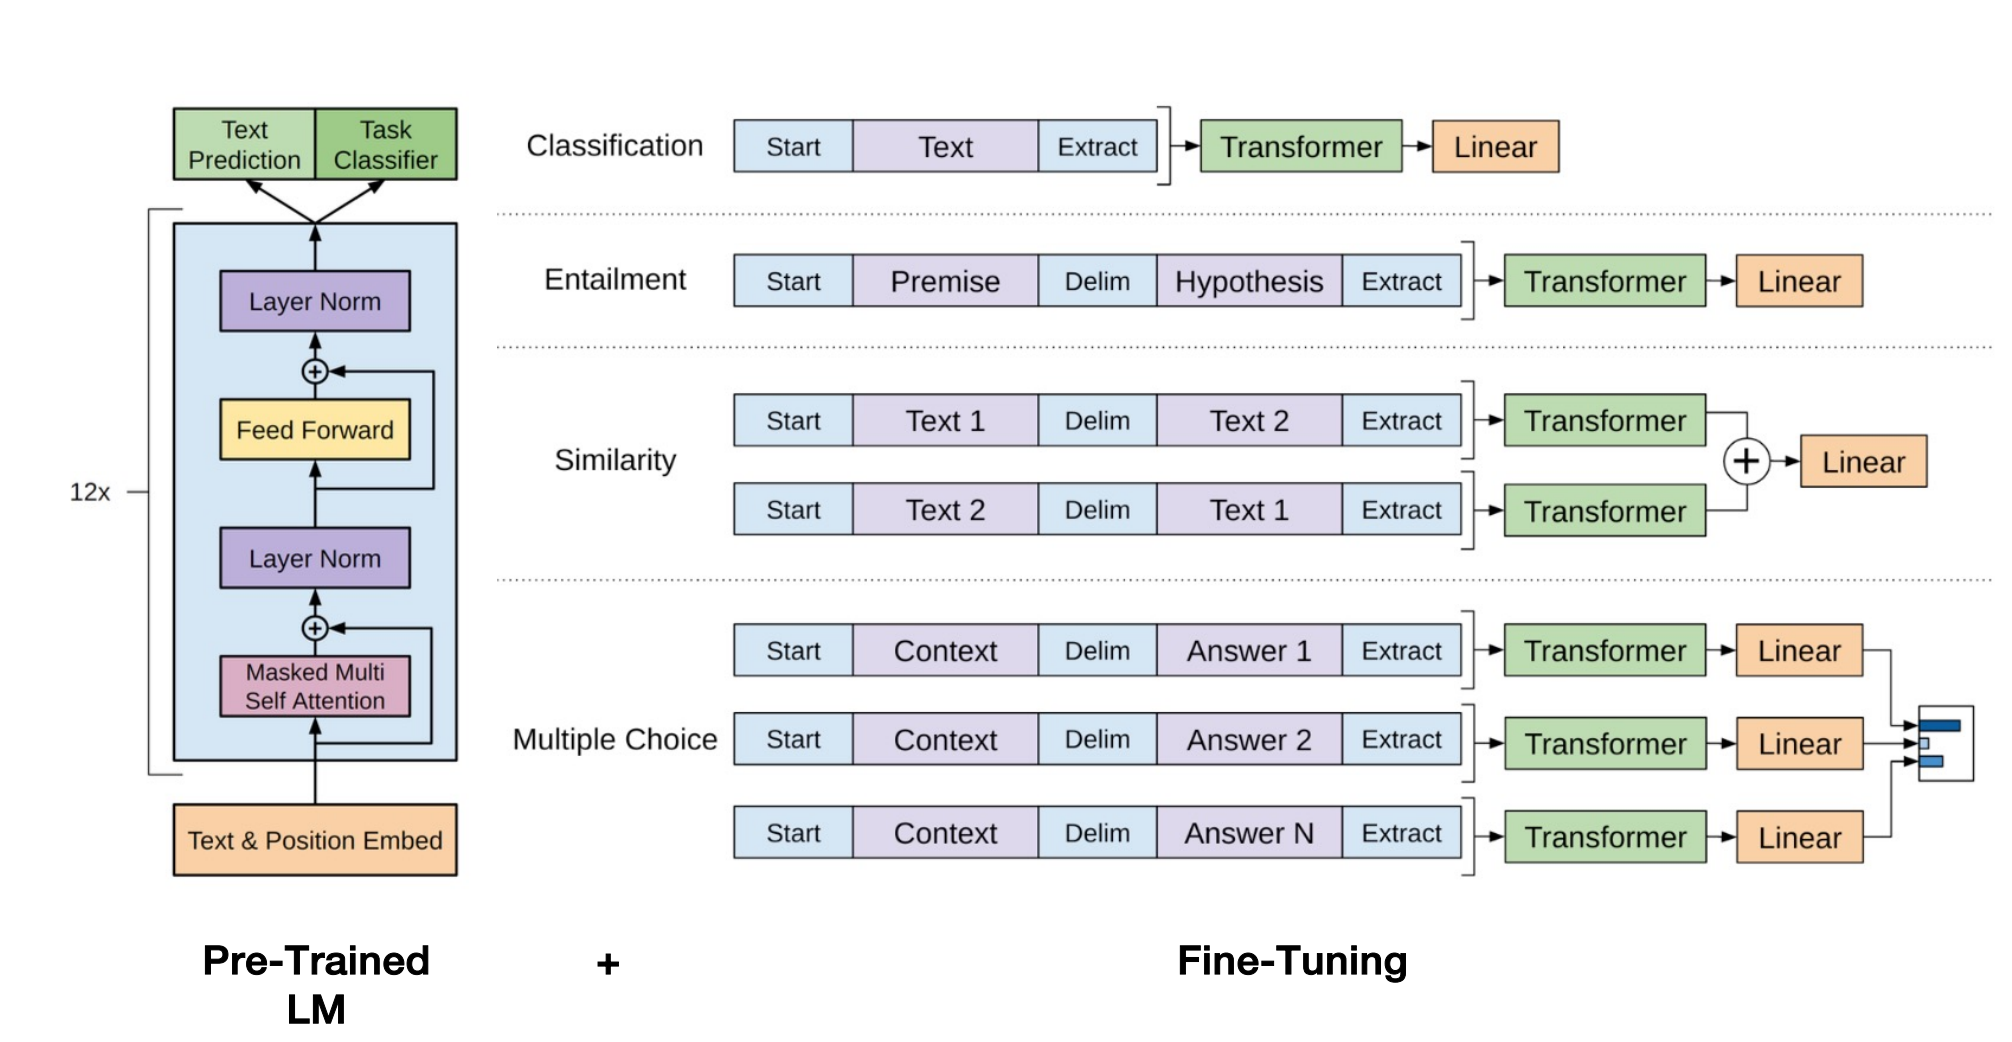 Text
Prediction
Task
Classifier
12x
Layer Norm
+
Feed Forward
Layer Norm
+
Masked Multi
Self Attention
Text & Position Embed
Classification Start Text Extract Transformer Linear
Entailment Start Premise Delim Hypothesis Extract Transformer Linear
Similarity
Start Text 1 Delim Text 2 Extract Transformer
+ Linear
Start Text 2 Delim Text 1 Extract Transformer
Multiple Choice
Start Context Delim Answer 1 Extract Transformer Linear
Start Context Delim Answer 2 Extract Transformer Linear
Start Context Delim Answer N Extract Transformer Linear
Pre-Trained
LM
+
Fine-Tuning